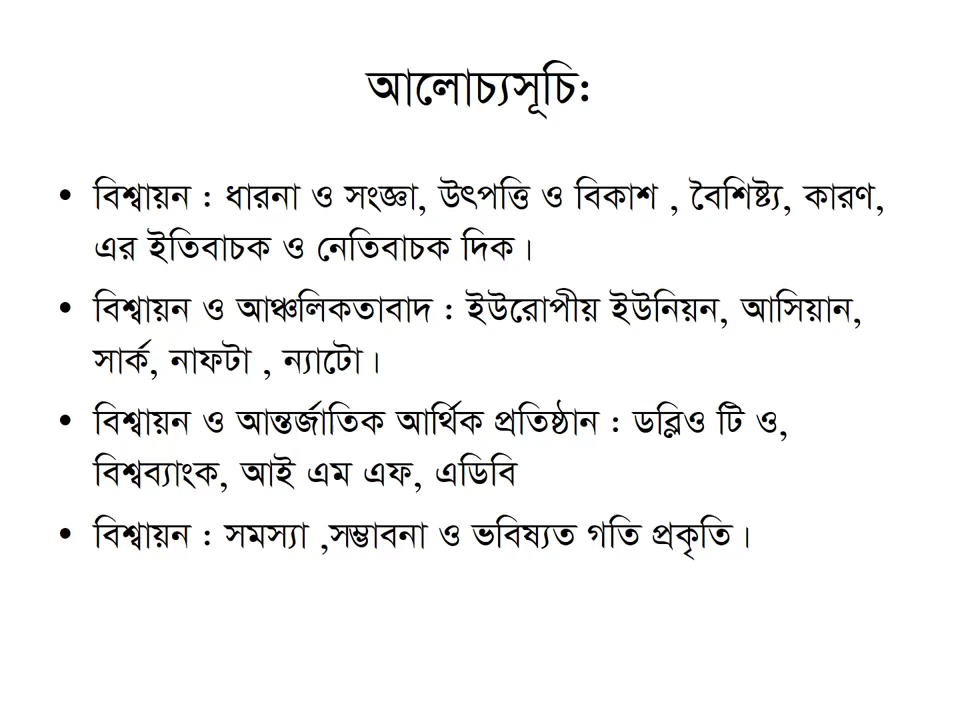 আলোচ্যসূচি:
• বিশ্বায়ন : ধারনা ও সংজ্ঞা, উৎপত্তি ও বিকাশ , বৈশিষ্ট্য, কারণ,
এর ইতিবাচক ও নেতিবাচক দিক।
• বিশ্বায়ন ও আঞ্চলিকতাবাদ : ইউরোপীয় ইউনিয়ন, আসিয়ান,
সার্ক, নাফটা , ন্যাটো।
• বিশ্বায়ন ও আন্তর্জাতিক আর্থিক প্রতিষ্ঠান : ডব্লিও টি ও,
বিশ্বব্যাংক, আই এম এফ, এডিবি
• বিশ্বায়ন : সমস্যা ,সম্ভাবনা ও ভবিষ্যত গতি প্রকৃতি।